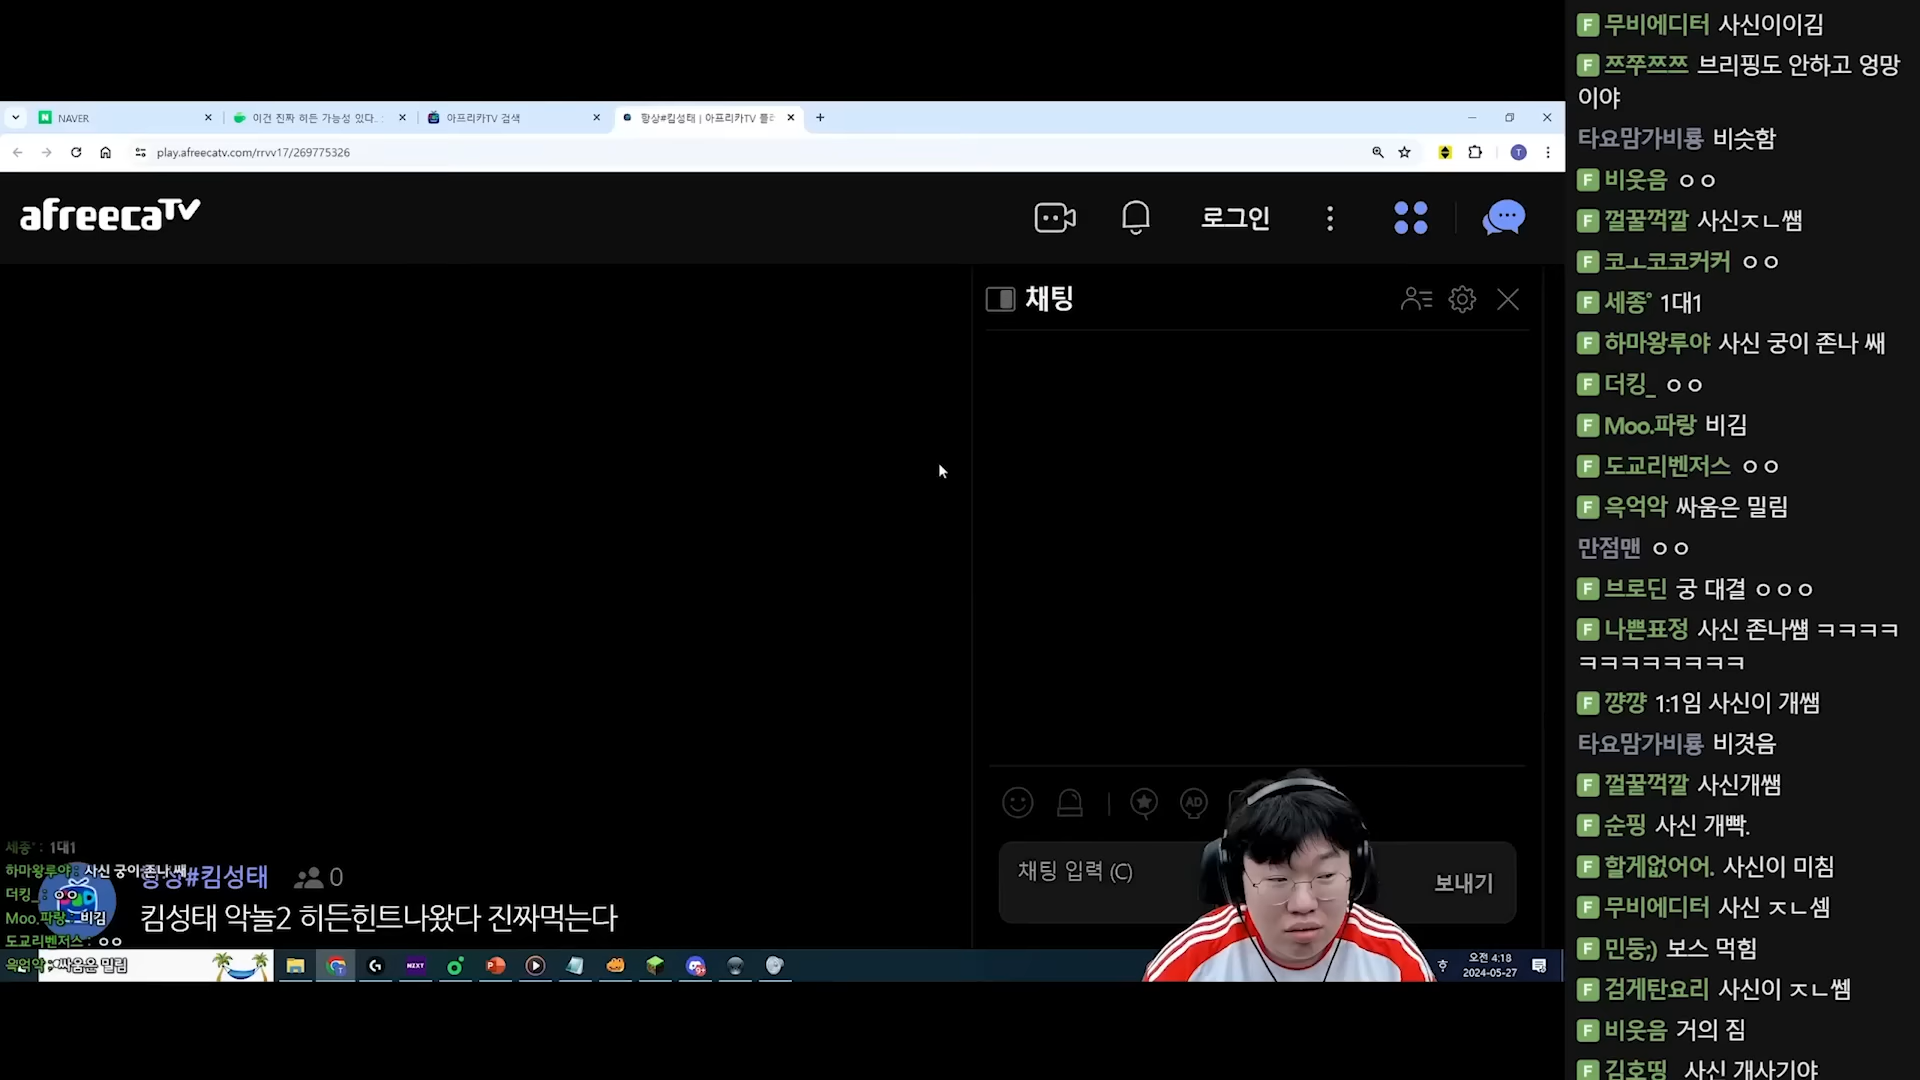 NAVER
이건 진짜 히든 가능성 있다. :
아프리카TV 검색
항상#킴성태 | 아프리카TV 플레
play.afreecatv.com/rrvv17/269775326
T
afreecaTV
로그인
채팅
AD
채팅 입력 (C)
보내기
세종° : 1대1
하마왕루야 : 사신 궁이 존나 쌔
더킹_ : ㅇㅇ
Moo.파랑 : 비김
도교리벤저스 : ㅇㅇ
윽억악 : 싸움은 밀림
항상#킴성태
0
킴성태 악놀2 히든힌트나왔다 진짜먹는다
NZXT
오전 4:18
2024-05-27
F 무비에디터 사신이이김
F 쯔쭈쯔쯔 브리핑도 안하고 엉망
이야
타요맘가비룡 비슷함
F 비웃음 ㅇㅇ
F 껄꿀꺽깔 사신ㅈㄴ쌤
F 코ㅗ코코커커 ㅇㅇ
F 세종° 1대1
F 하마왕루야 사신 궁이 존나 쌔
F 더킹_ ㅇㅇ
F Moo.파랑 비김
F 도교리벤저스 ㅇㅇ
F 윽억악 싸움은 밀림
만점맨 ㅇㅇ
F 브로딘 궁 대결 ㅇㅇㅇ
F 나쁜표정 사신 존나썜 ㅋㅋㅋㅋ
ㅋㅋㅋㅋㅋㅋㅋㅋ
F 꺙꺙 1:1임 사신이 개쌤
타요맘가비룡 비겻음
F 껄꿀꺽깔 사신개쌤
F 순핑 사신 개빡.
F 할게없어어. 사신이 미침
F 무비에디터 사신 ㅈㄴ셈
F 민둥;) 보스 먹힘
F 검게탄요리 사신이 ㅈㄴ쎔
F 비웃음 거의 짐
F 김호띵_ 사신 개사기야